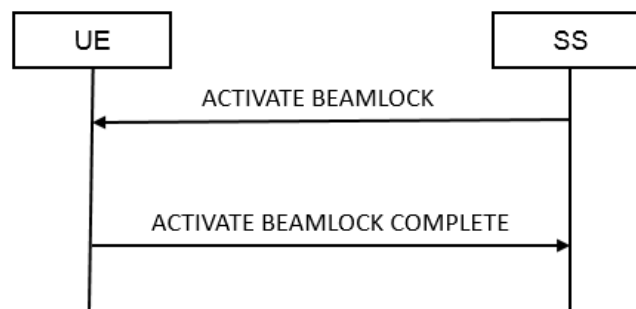 UE
SS
ACTIVATE BEAMLOCK
ACTIVATE BEAMLOCK COMPLETE